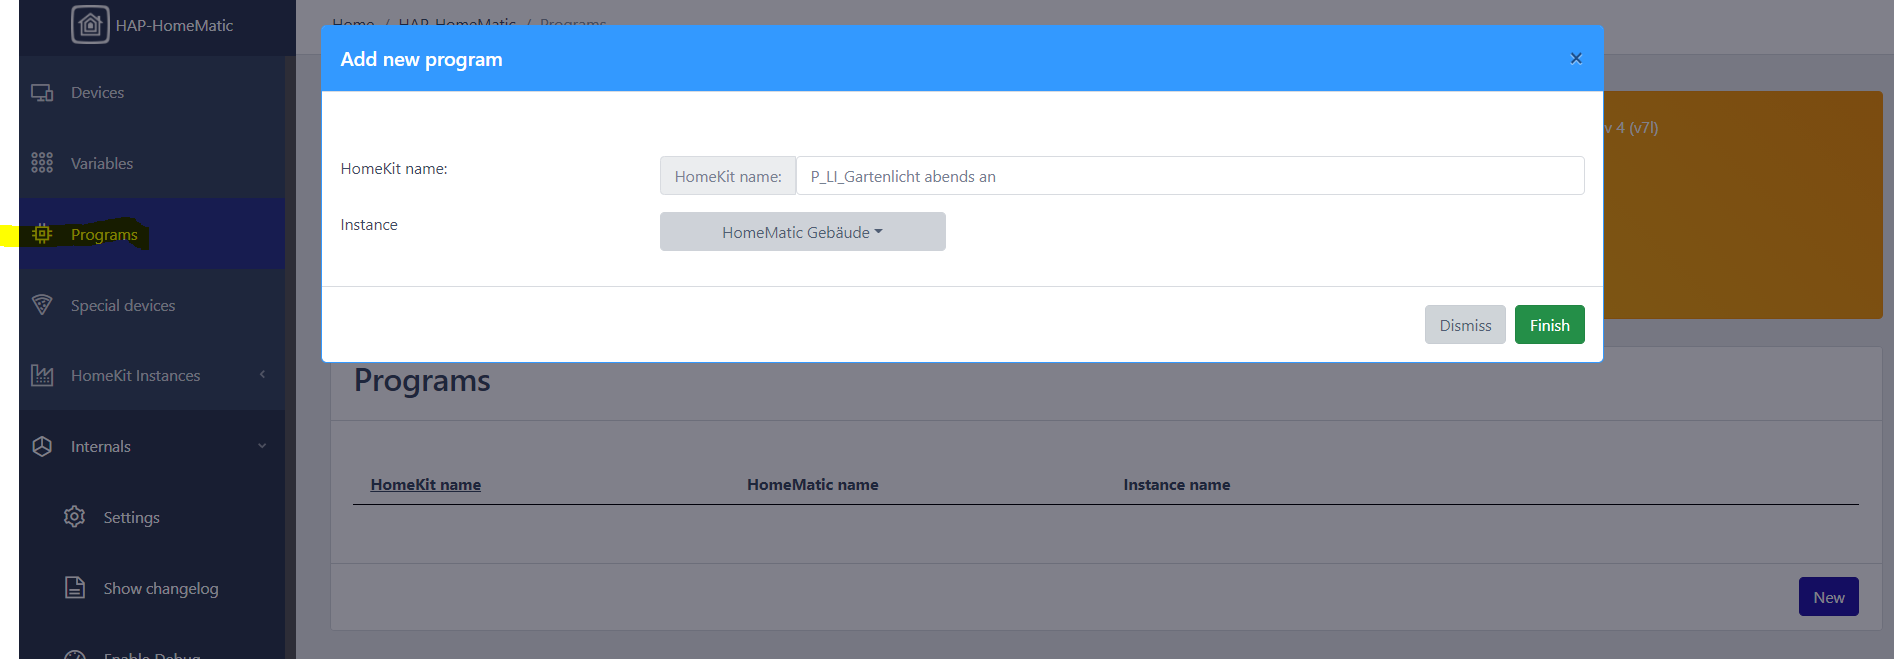 HAP-HomeMatic
Home / HAP-HomeMatic / Programs
Add new program
×
Devices
v 4 (v7l)
Variables
HomeKit name:
HomeKit name:
P_LI_Gartenlicht abends an
Programs
Instance
HomeMatic Gebäude
Special devices
Dismiss
Finish
HomeKit Instances
Programs
Internals
HomeKit name
HomeMatic name
Instance name
Settings
Show changelog
New
Enable Debug